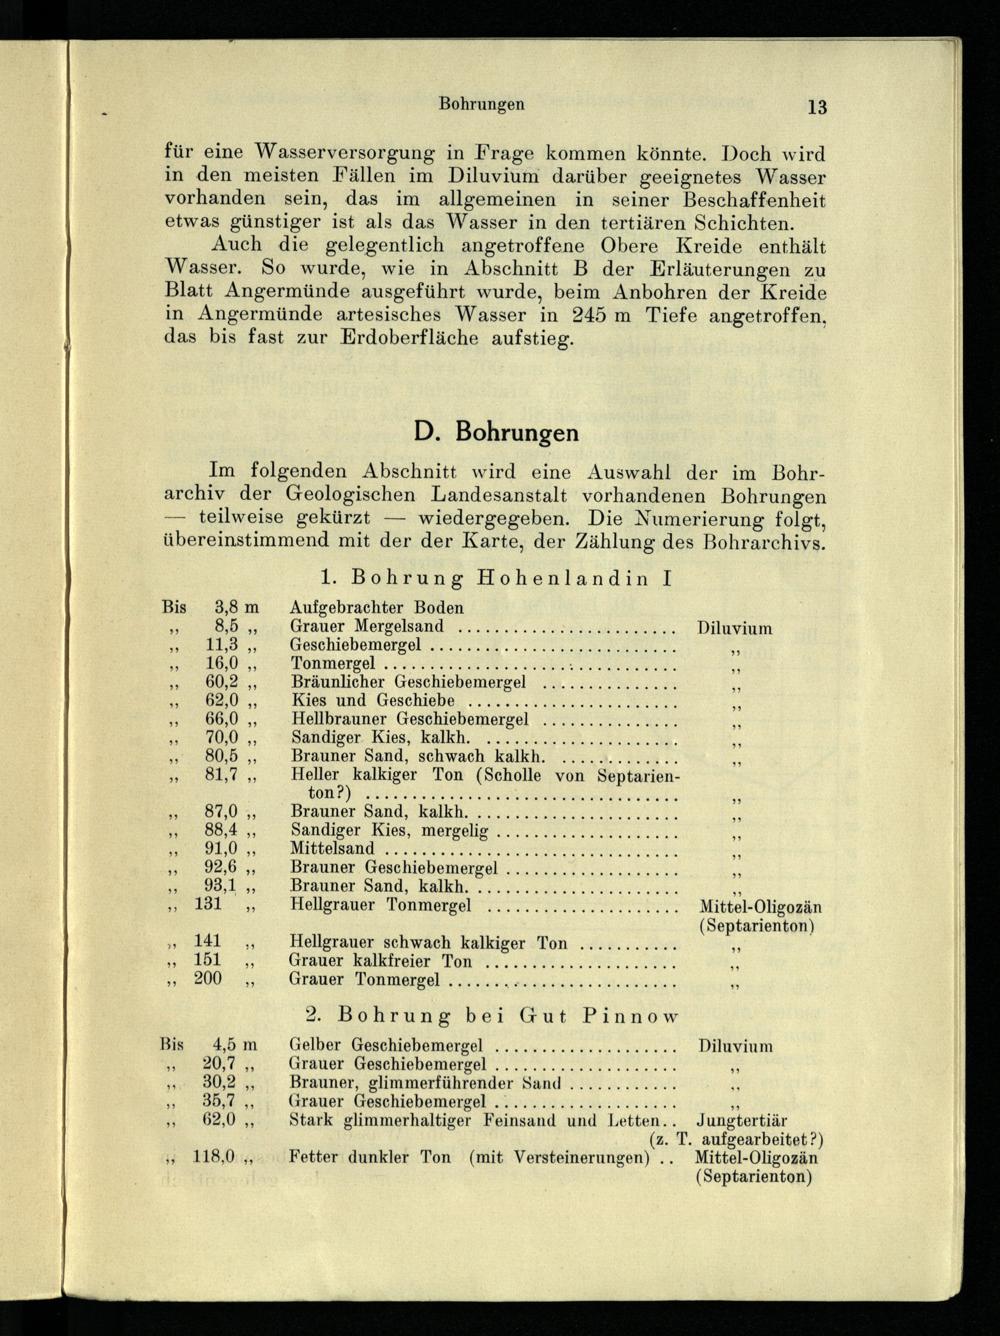 Bohrungen 13
für eine Wasserversorgung in Frage kommen könnte. Doch wird
in den meisten Fällen im Diluvium darüber geeignetes Wasser
vorhanden sein, das im allgemeinen in seiner Beschaffenheit
etwas günstiger ist als das Wasser in den tertiären Schichten.
Auch die gelegentlich angetroffene Obere Kreide enthält
Wasser. So wurde, wie in Abschnitt B der Erläuterungen zu
Blatt Angermünde ausgeführt wurde, beim Anbohren der Kreide
in Angermünde artesisches Wasser in 245 m Tiefe angetroffen,
das bis fast zur Erdoberfläche aufstieg.
D. Bohrungen
Im folgenden Abschnitt wird eine Auswahl der im Bohr-
archiv der Geologischen Landesanstalt vorhandenen Bohrungen
— teilweise gekürzt — wiedergegeben. Die Numerierung folgt,
übereinstimmend mit der der Karte, der Zählung des Bohrarchivs.
1. Bohrung Hohenlandin I
Bis 3,8 m Aufgebrachter Boden
„ 8,5 „ Grauer Mergelsand ........................ Diluvium
„ 11,3 „ Geschiebemergel ........................... „
„ 16,0 „ Tonmergel ................................ „
„ 60,2 „ Bräunlicher Geschiebemergel ............... „
„ 62,0 „ Kies und Geschiebe ....................... „
„ 66,0 „ Hellbrauner Geschiebemergel ............... „
„ 70,0 „ Sandiger Kies, kalkh. ...................... „
„ 80,5 „ Brauner Sand, schwach kalkh. ............. „
„ 81,7 „ Heller kalkiger Ton (Scholle von Septarien-
ton?) .................................. „
„ 87,0 „ Brauner Sand, kalkh. ....................... „
„ 88,4 „ Sandiger Kies, mergelig .................... „
„ 91,0 „ Mittelsand ................................ „
„ 92,6 „ Brauner Geschiebemergel ................... „
„ 93,1 „ Brauner Sand, kalkh. ....................... „
„ 131 „ Hellgrauer Tonmergel ..................... Mittel-Oligozän
(Septarienton)
„ 141 „ Hellgrauer schwach kalkiger Ton ........... „
„ 151 „ Grauer kalkfreier Ton ..................... „
„ 200 „ Grauer Tonmergel ......................... „
2. Bohrung bei Gut Pinnow
Bis 4,5 m Gelber Geschiebemergel .................... Diluvium
„ 20,7 „ Grauer Geschiebemergel .................... „
„ 30,2 „ Brauner, glimmerführender Sand ............ „
„ 35,7 „ Grauer Geschiebemergel .................... „
„ 62,0 „ Stark glimmerhaltiger Feinsand und Letten.. Jungtertiär
(z. T. aufgearbeitet?)
„ 118,0 „ Fetter dunkler Ton (mit Versteinerungen) .. Mittel-Oligozän
(Septarienton)